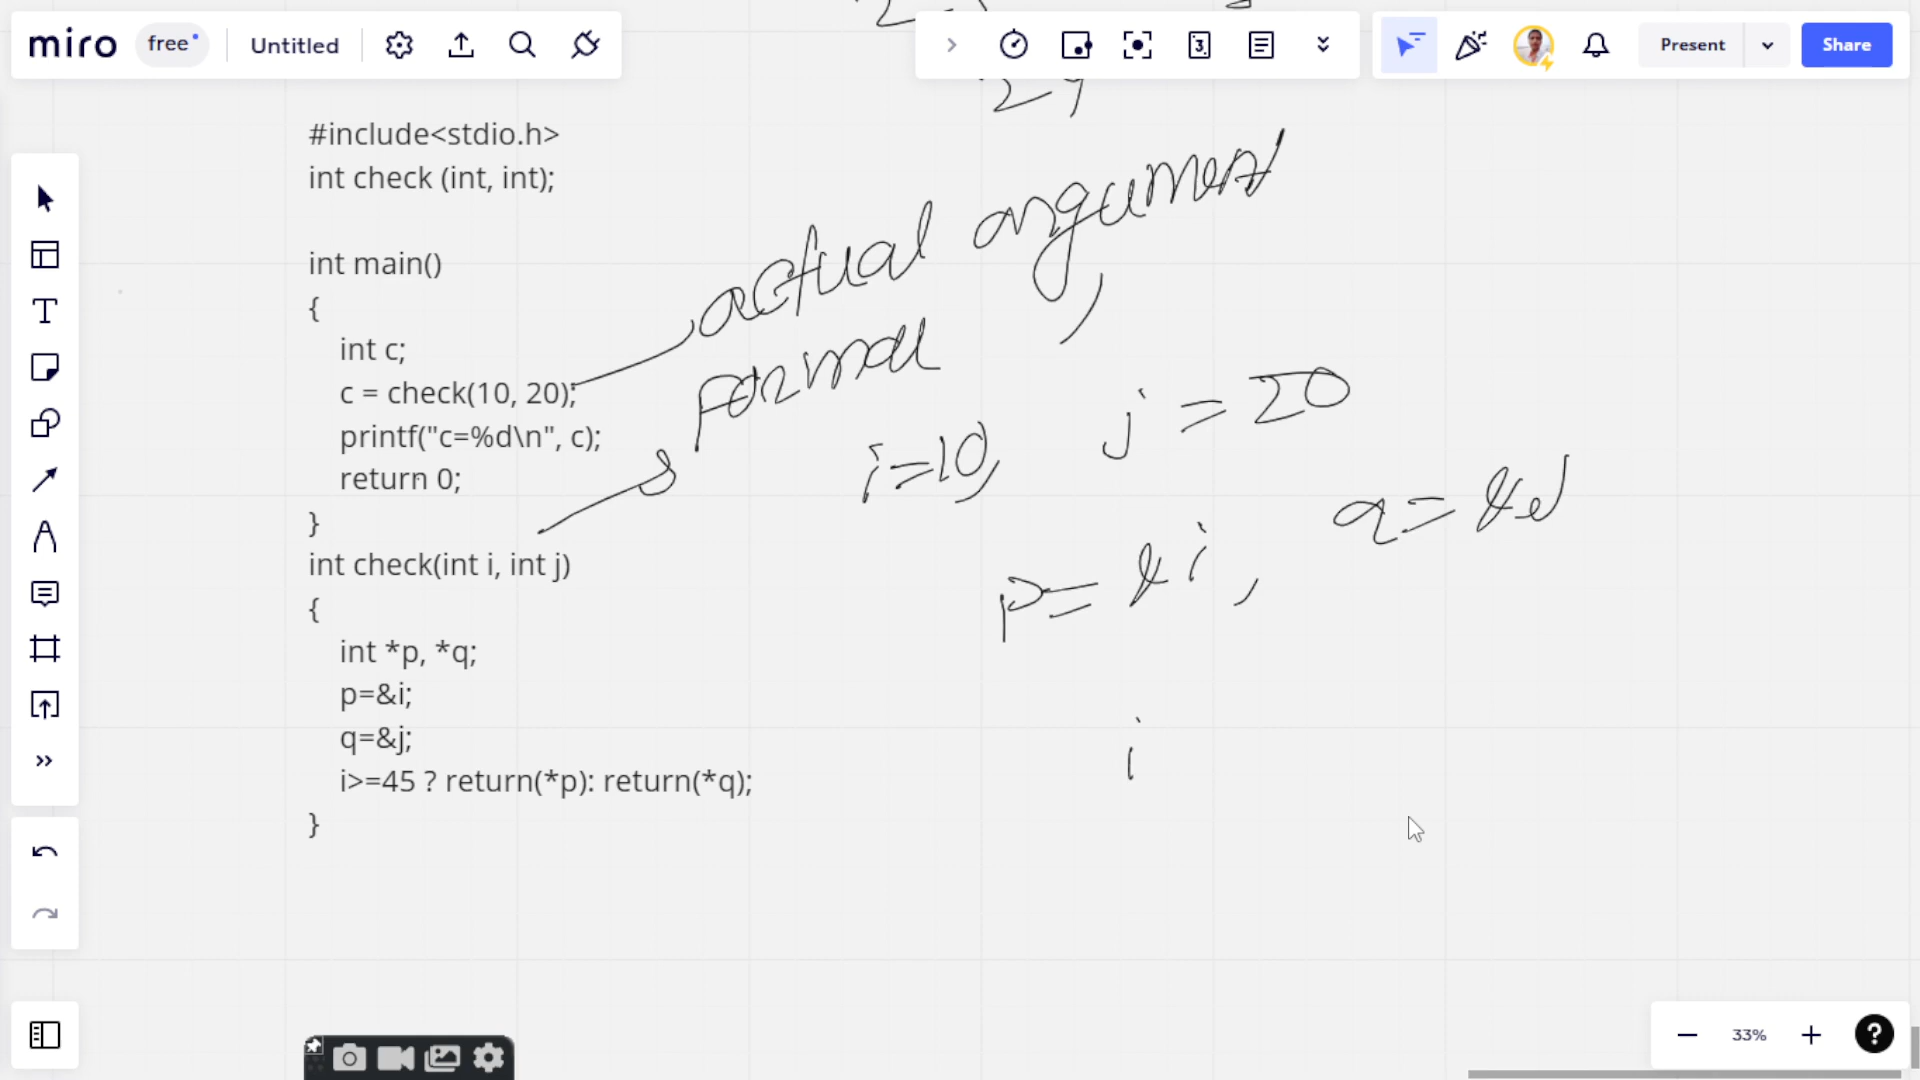 miro free Untitled Present Share
#include<stdio.h>
int check (int, int);
int main()
{
int c;
c = check(10, 20);
printf("c=%d\n", c);
return 0;
}
int check(int i, int j)
{
int *p, *q;
p=&i;
q=&j;
i>=45 ? return(*p): return(*q);
}
actual argument,
formal
i=10, j=20
p=&i, q=&j
i
33%